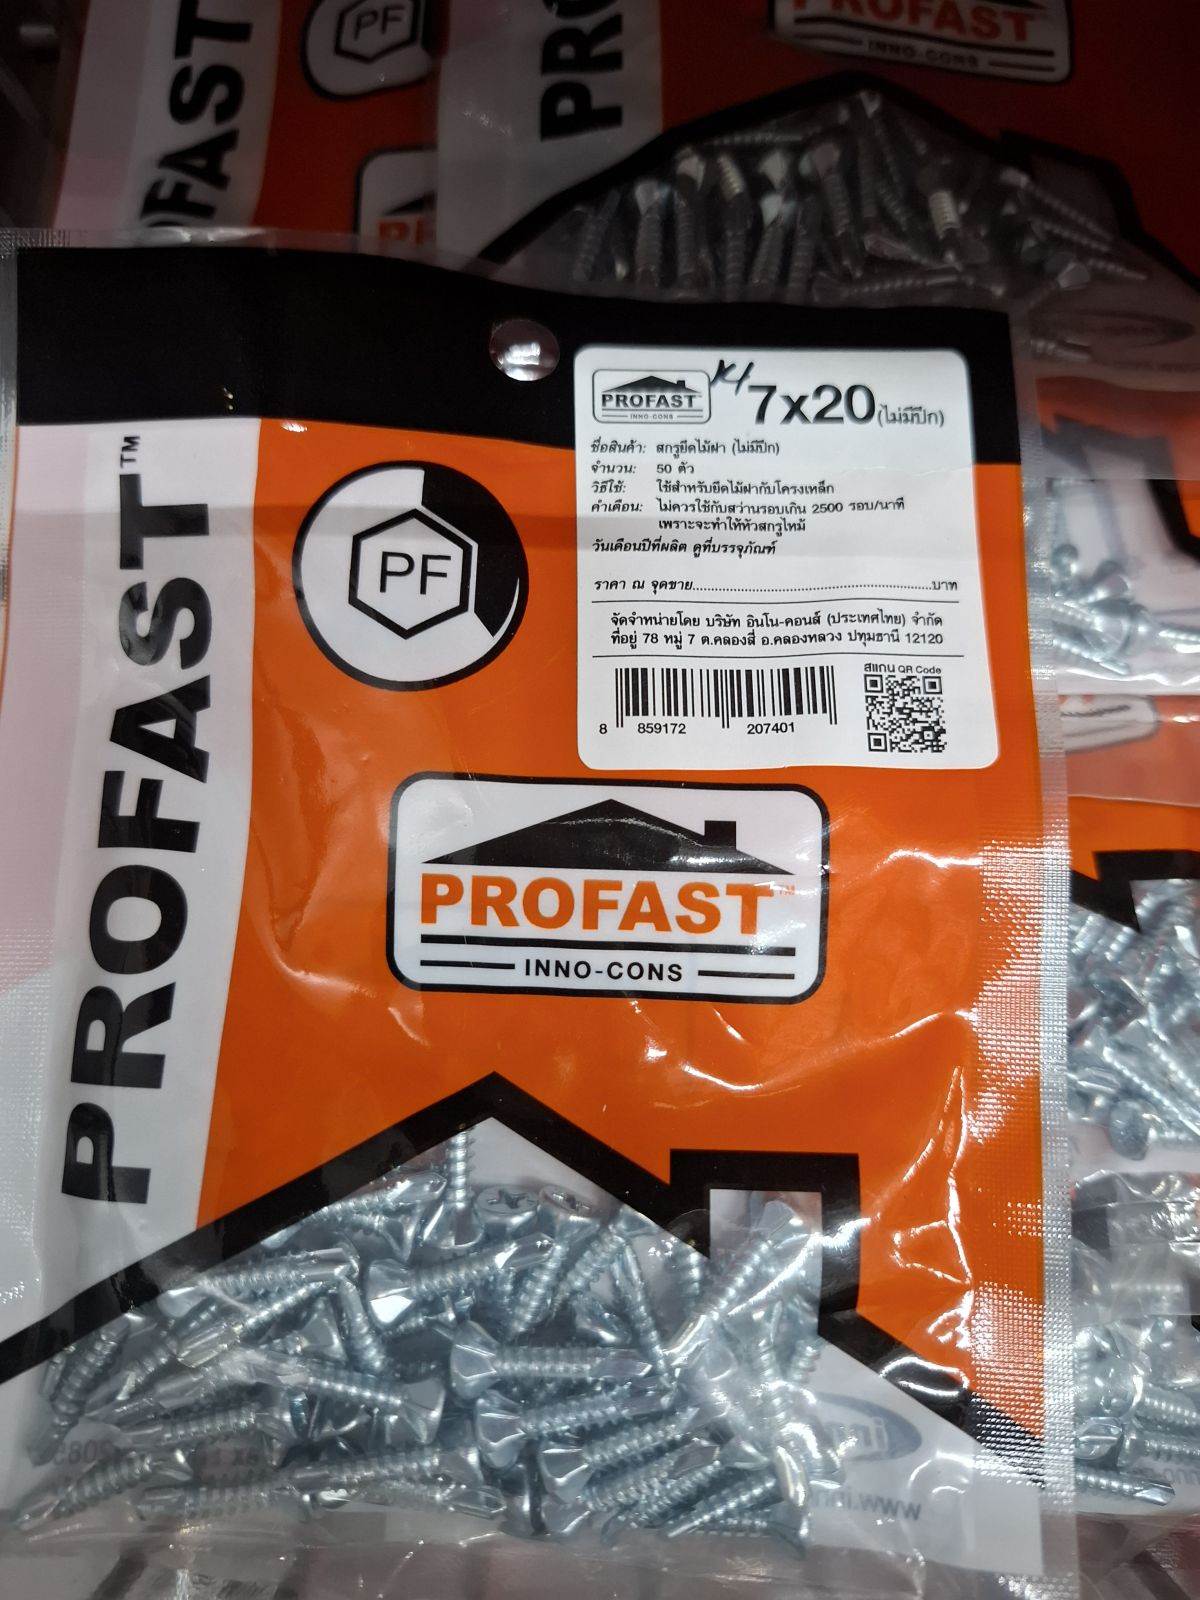 PROFAST
INNO-CONS
PF
PROFAST
INNO-CONS
7x20 (ไม่มีปีก)
ชื่อสินค้า: สกรูยึดไม้ฝา (ไม่มีปีก)
จำนวน: 50 ตัว
วิธีใช้: ใช้สำหรับยึดไม้ฝากับโครงเหล็ก
คำเตือน: ไม่ควรใช้กับสว่านรอบเกิน 2500 รอบ/นาที
เพราะจะทำให้หัวสกรูไหม้
วันเดือนปีที่ผลิต ดูที่บรรจุภัณฑ์
ราคา ณ จุดขาย................................................บาท
จัดจำหน่ายโดย บริษัท อินโน-คอนส์ (ประเทศไทย) จำกัด
ที่อยู่ 78 หมู่ 7 ต.คลองสี่ อ.คลองหลวง ปทุมธานี 12120
สแกน QR Code
8 859172 207401
PROFAST™
PF
PROFAST™
INNO-CONS